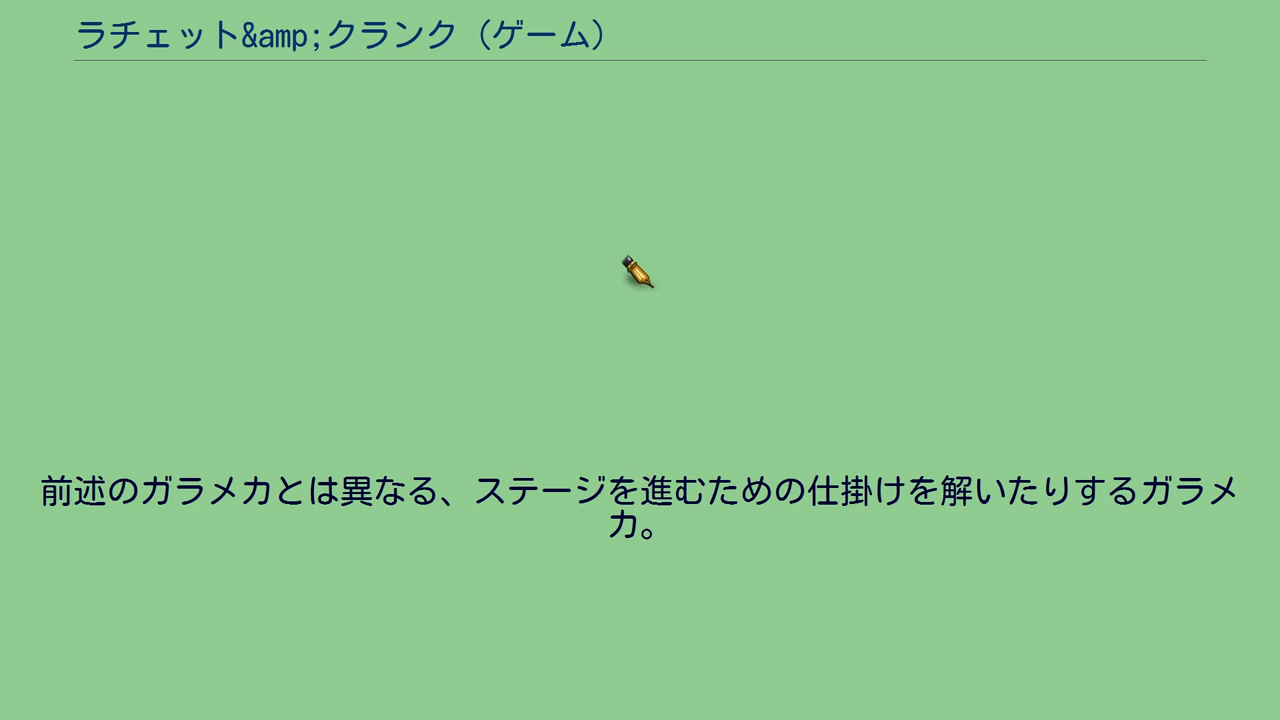 ラチェット&amp;クランク（ゲーム）
前述のガラメカとは異なる、ステージを進むための仕掛けを解いたりするガラメ
カ。